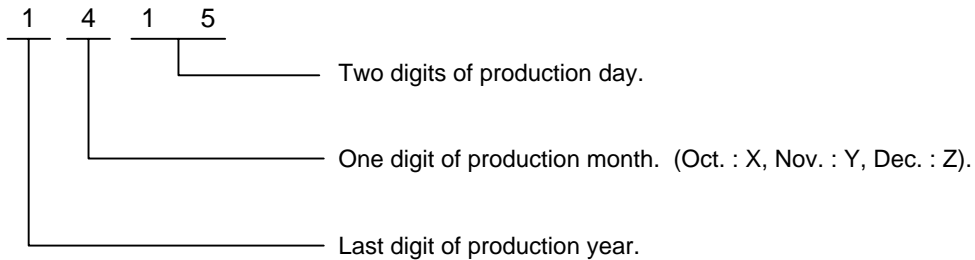 1 4 1 5
Two digits of production day.
One digit of production month. (Oct. : X, Nov. : Y, Dec. : Z).
Last digit of production year.